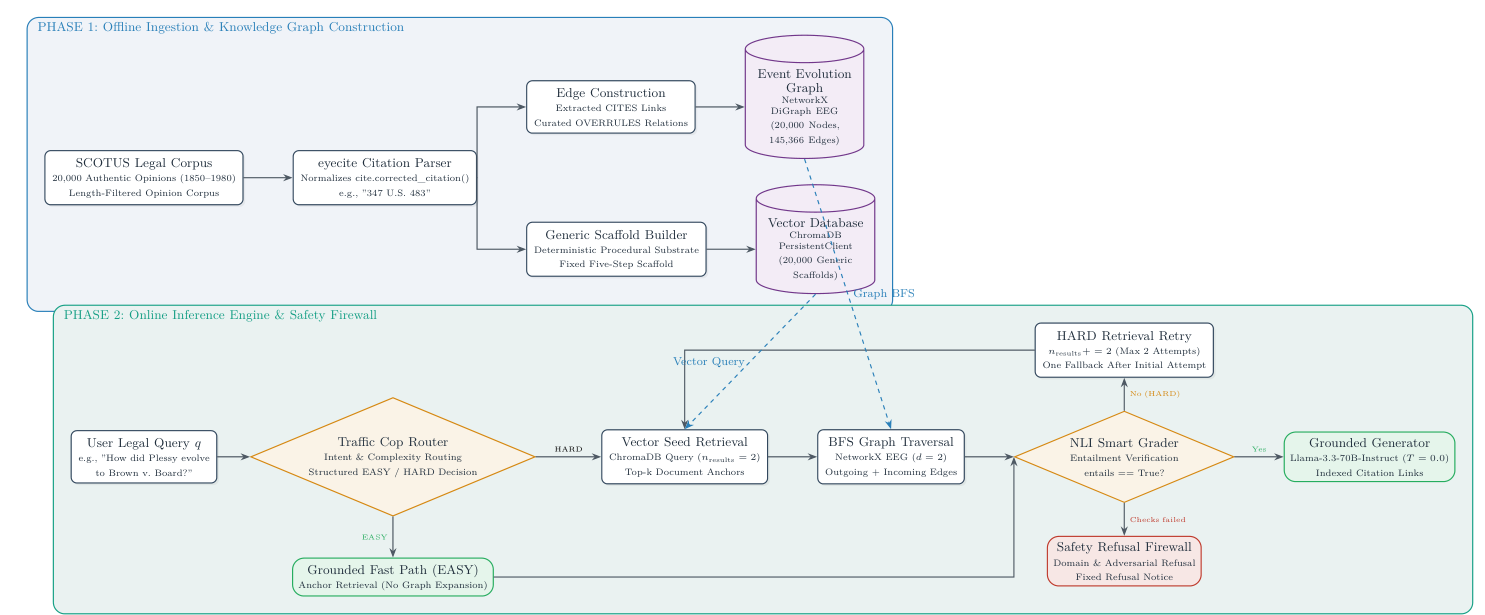 PHASE 1: Offline Ingestion & Knowledge Graph Construction
SCOTUS Legal Corpus
20,000 Authentic Opinions (1850–1980)
Length-Filtered Opinion Corpus
eyecite Citation Parser
Normalizes cite.corrected_citation()
e.g., "347 U.S. 483"
Edge Construction
Extracted CITES Links
Curated OVERRULES Relations
Event Evolution
Graph
NetworkX
DiGraph EEG
(20,000 Nodes,
145,366 Edges)
Generic Scaffold Builder
Deterministic Procedural Substrate
Fixed Five-Step Scaffold
Vector Database
ChromaDB
PersistentClient
(20,000 Generic
Scaffolds)
Graph BFS
Vector Query
PHASE 2: Online Inference Engine & Safety Firewall
User Legal Query q
e.g., "How did Plessy evolve
to Brown v. Board?"
Traffic Cop Router
Intent & Complexity Routing
Structured EASY / HARD Decision
HARD
EASY
Grounded Fast Path (EASY)
Anchor Retrieval (No Graph Expansion)
Vector Seed Retrieval
ChromaDB Query (n_results = 2)
Top-k Document Anchors
BFS Graph Traversal
NetworkX EEG (d = 2)
Outgoing + Incoming Edges
HARD Retrieval Retry
n_results+ = 2 (Max 2 Attempts)
One Fallback After Initial Attempt
No (HARD)
NLI Smart Grader
Entailment Verification
entails == True?
Yes
Grounded Generator
Llama-3.3-70B-Instruct (T = 0.0)
Indexed Citation Links
Checks failed
Safety Refusal Firewall
Domain & Adversarial Refusal
Fixed Refusal Notice